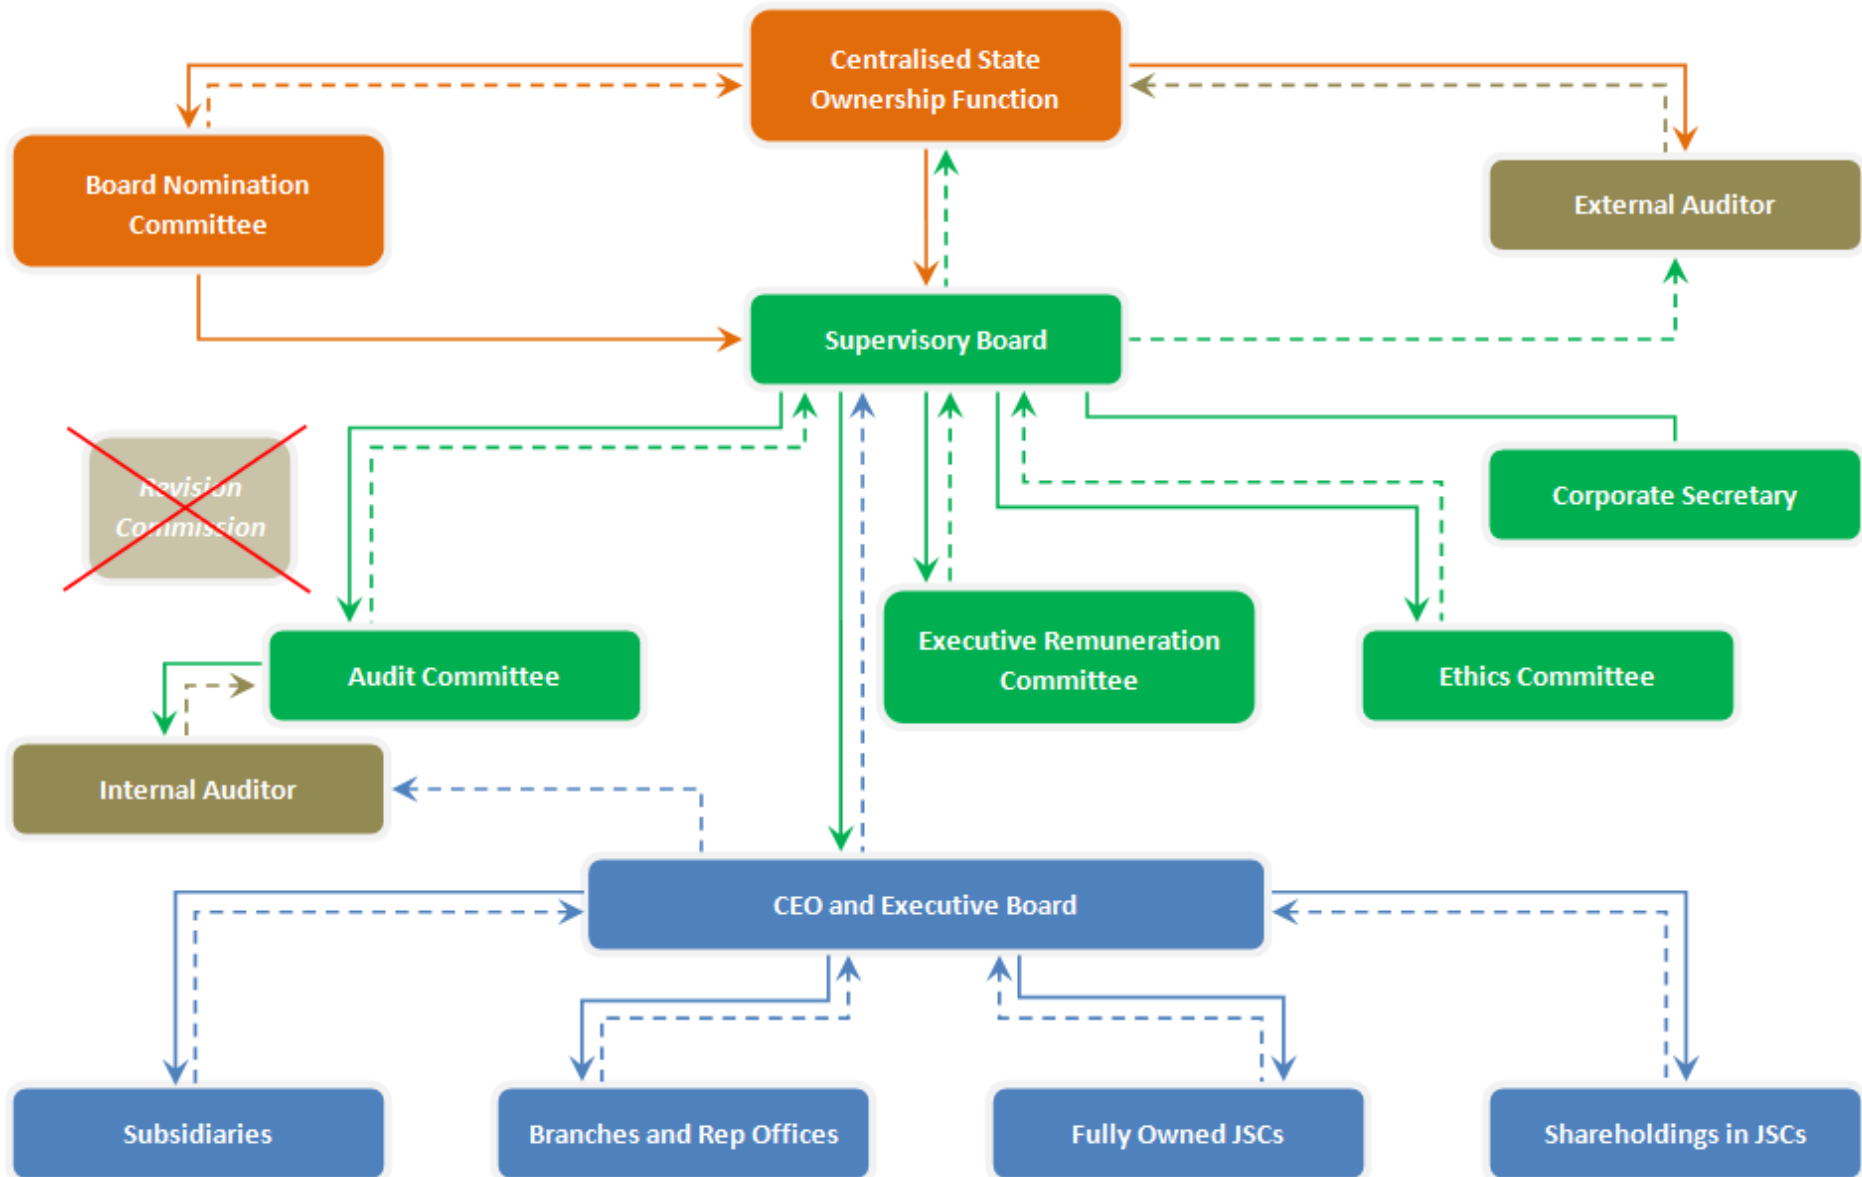 Centralised State
Ownership Function
Board Nomination
Committee
External Auditor
Supervisory Board
Revision
Commission
Corporate Secretary
Audit Committee
Executive Remuneration
Committee
Ethics Committee
Internal Auditor
CEO and Executive Board
Subsidiaries
Branches and Rep Offices
Fully Owned JSCs
Shareholdings in JSCs